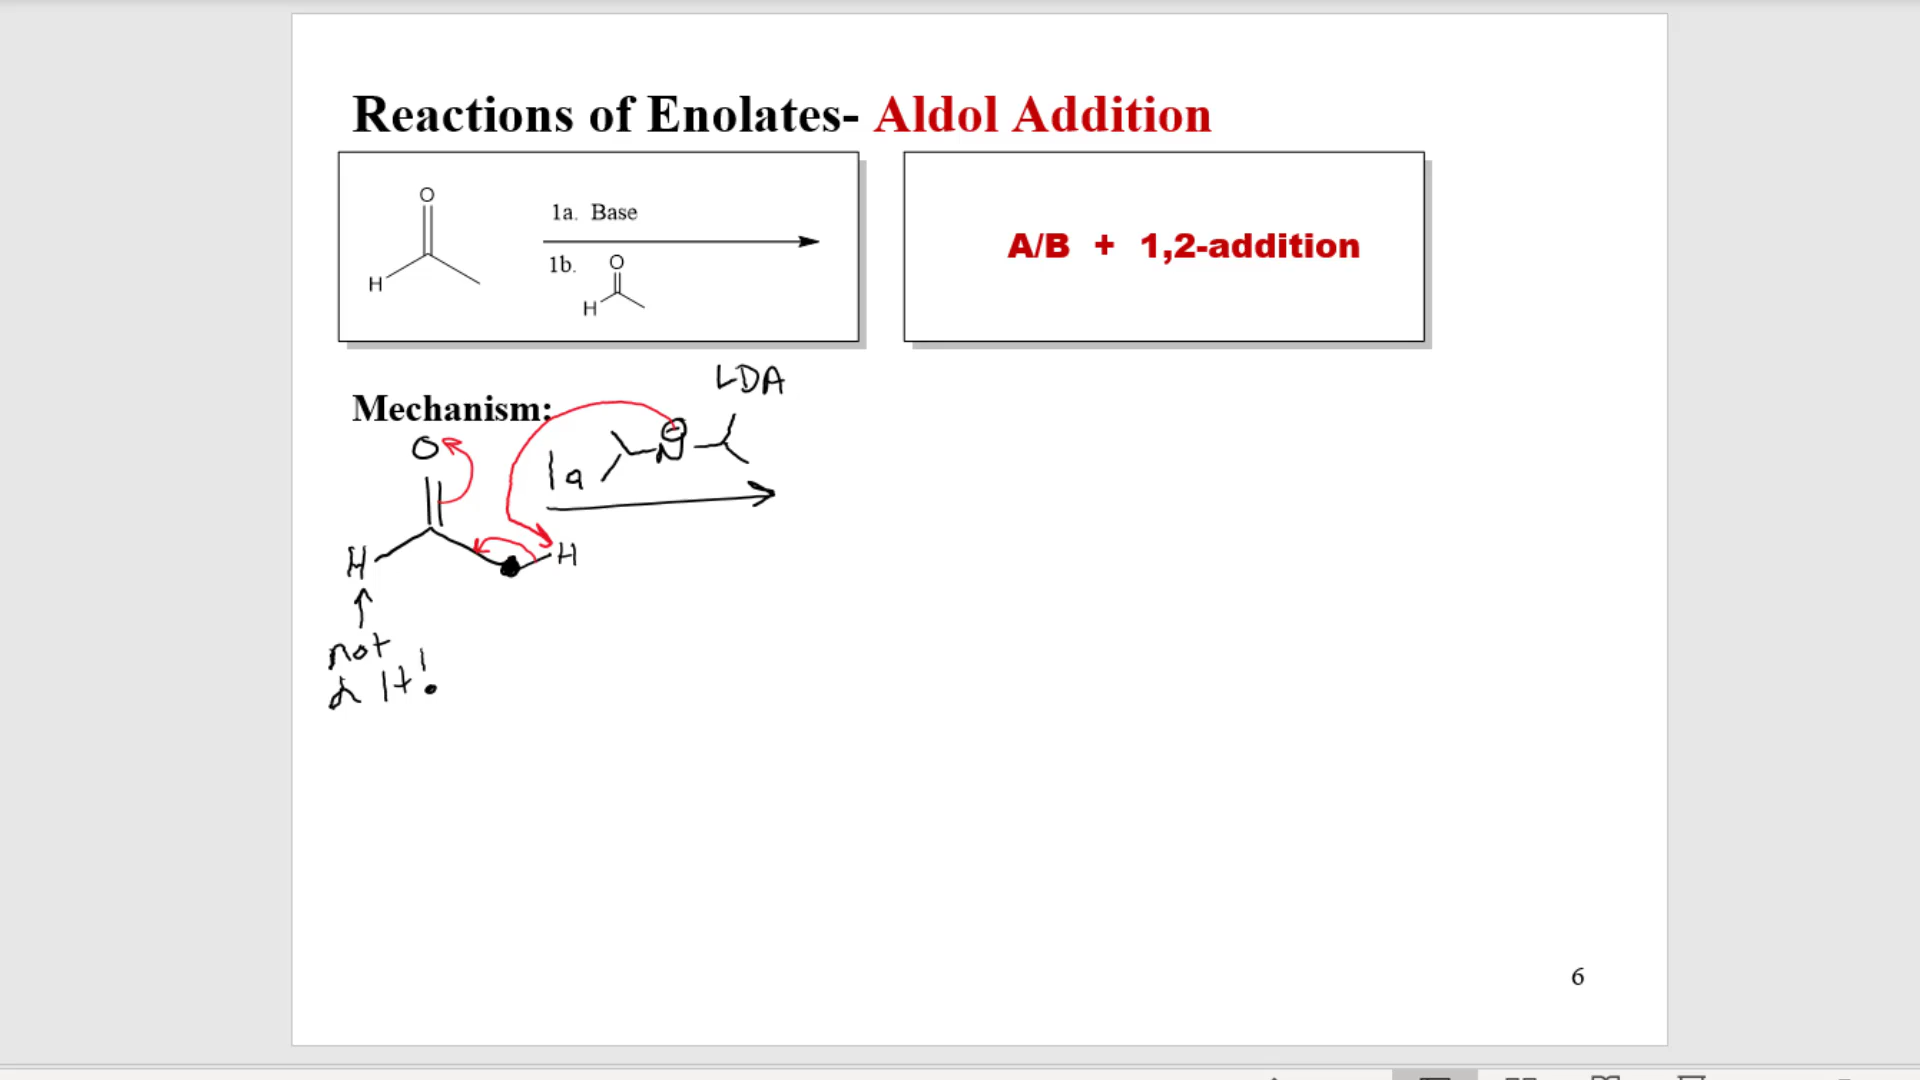 Reactions of Enolates- Aldol Addition
O
H
1a. Base
1b.
O
H
A/B + 1,2-addition
Mechanism:
LDA
1a
N
⊖
O
H
H
not
α H!
6